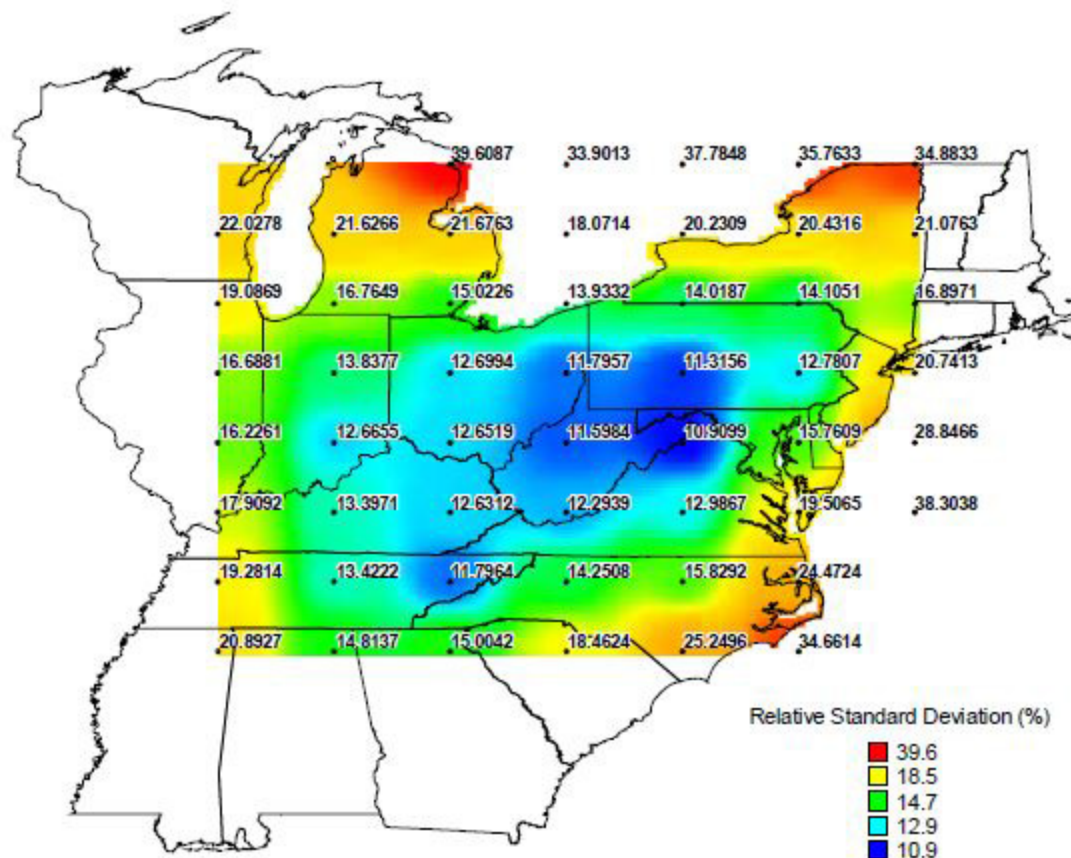 39.6087 33.9013 37.7848 35.7633 34.8833
22.0278 21.6266 21.6763 18.0714 20.2309 20.4316 21.0763
19.0869 16.7649 15.0226 13.9332 14.0187 14.1051 16.8971
16.6881 13.8377 12.6994 11.7957 11.3156 12.7807 20.7413
16.2261 12.6655 12.6519 11.5984 10.9099 15.7609 28.8466
17.9092 13.3971 12.6312 12.2939 12.9867 19.5065 38.3038
19.2814 13.4222 11.7964 14.2508 15.8292 24.4724
20.8927 14.8137 15.0042 18.4624 25.2496 34.6614
Relative Standard Deviation (%)
39.6
18.5
14.7
12.9
10.9